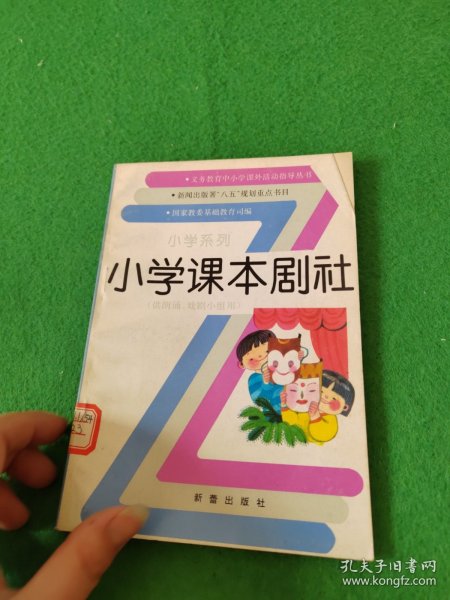 •义务教育中小学课外活动指导丛书
•新闻出版署“八五”规划重点书目
•国家教委基础教育司编
小学系列
小学课本剧社
(供朗诵、戏剧小组用)
新蕾出版社
孔夫子旧书网
www.kongfz.com